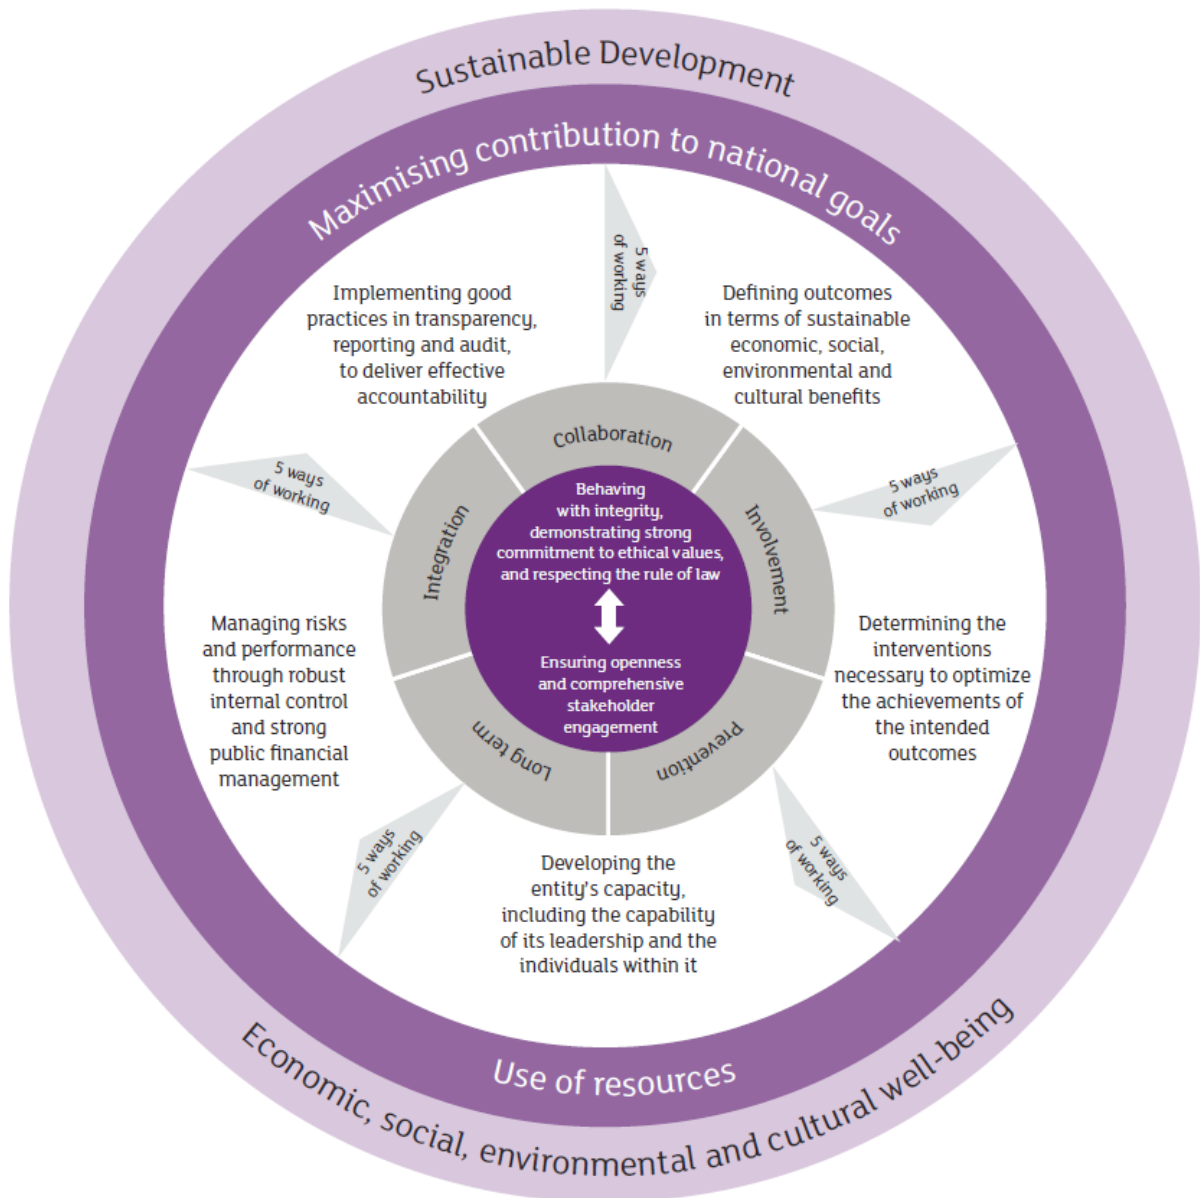 Sustainable Development
Maximising contribution to national goals
5 ways
of working
Implementing good
practices in transparency,
reporting and audit,
to deliver effective
accountability
Defining outcomes
in terms of sustainable
economic, social,
environmental and
cultural benefits
Collaboration
5 ways
of working
5 ways
of working
Behaving
with integrity,
demonstrating strong
commitment to ethical values,
and respecting the rule of law
Integration
Involvement
Managing risks
and performance
through robust
internal control
and strong
public financial
management
Determining the
interventions
necessary to optimize
the achievements of
the intended
outcomes
Ensuring openness
and comprehensive
stakeholder
engagement
Long term
Prevention
5 ways
of working
5 ways
of working
Developing the
entity's capacity,
including the capability
of its leadership and the
individuals within it
Use of resources
Economic, social, environmental and cultural well-being